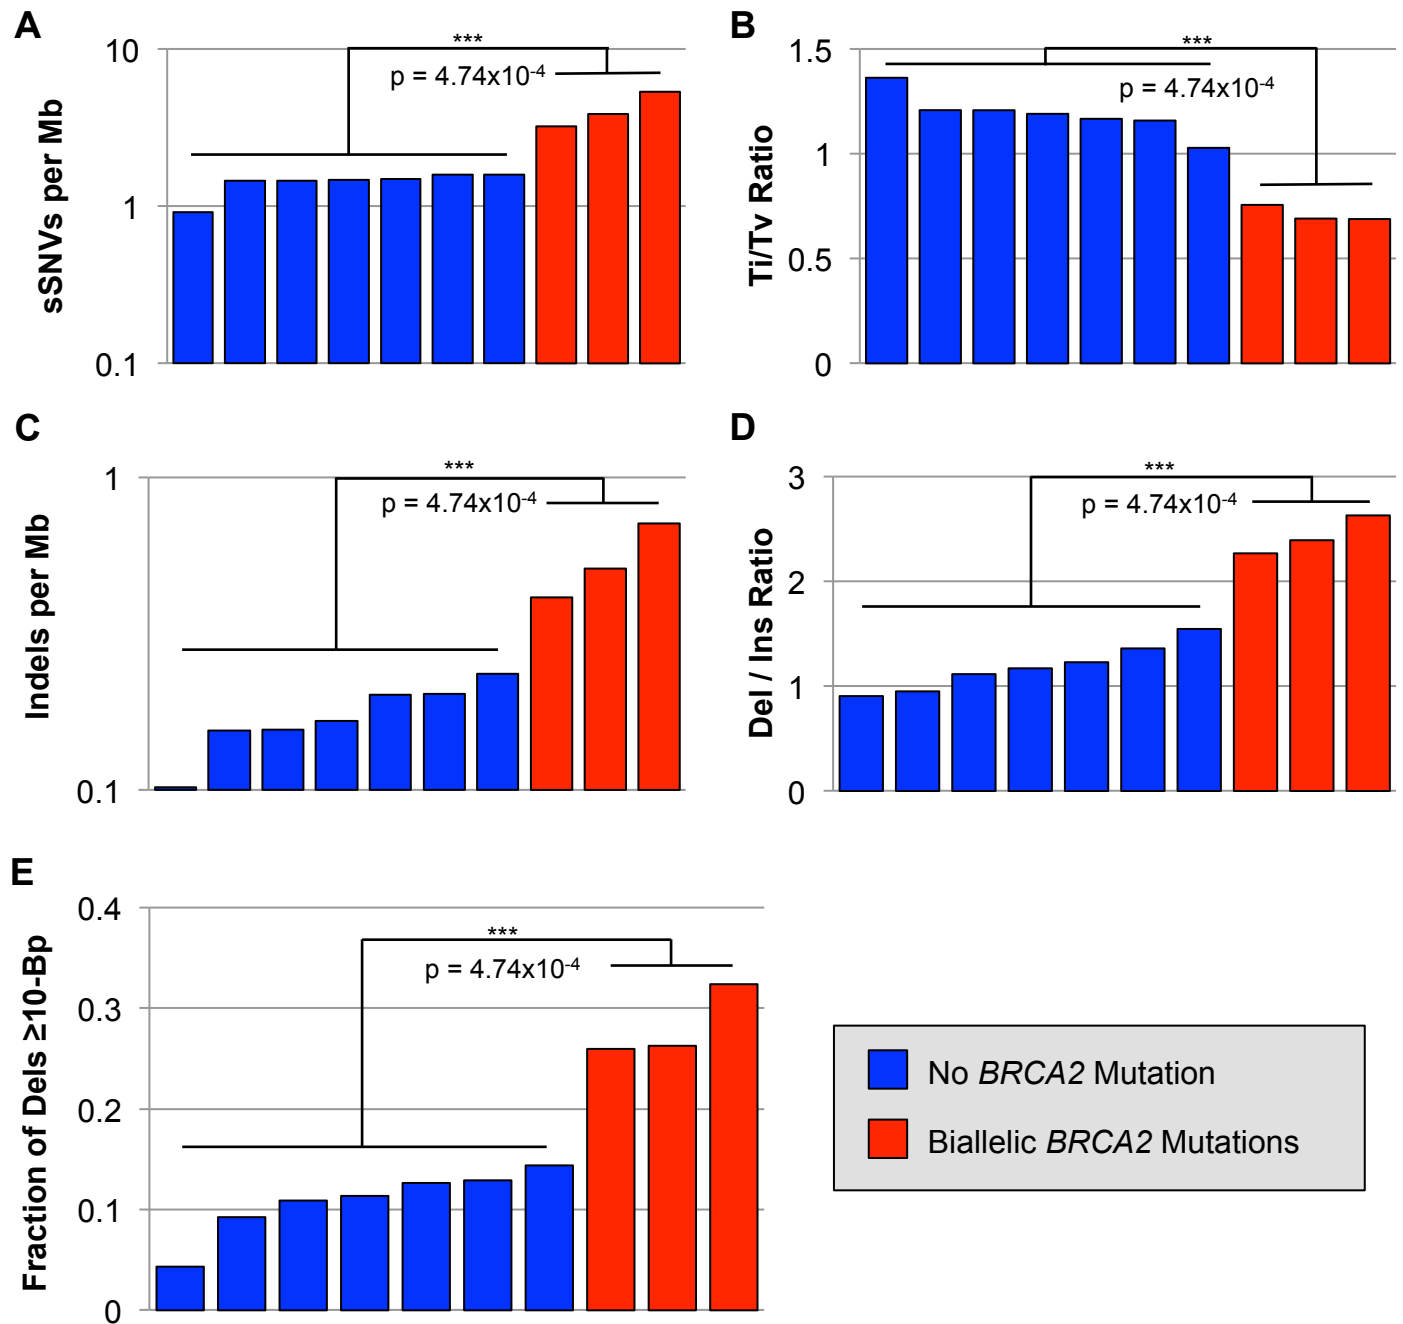 A
sSNVs per Mb
10
1
0.1
***
p = 4.74x10-4
B
Ti/Tv Ratio
1.5
1
0.5
0
***
p = 4.74x10-4
C
Indels per Mb
1
0.1
***
p = 4.74x10-4
D
Del / Ins Ratio
3
2
1
0
***
p = 4.74x10-4
E
Fraction of Dels ≥10-Bp
0.4
0.3
0.2
0.1
0
***
p = 4.74x10-4
No BRCA2 Mutation
Biallelic BRCA2 Mutations